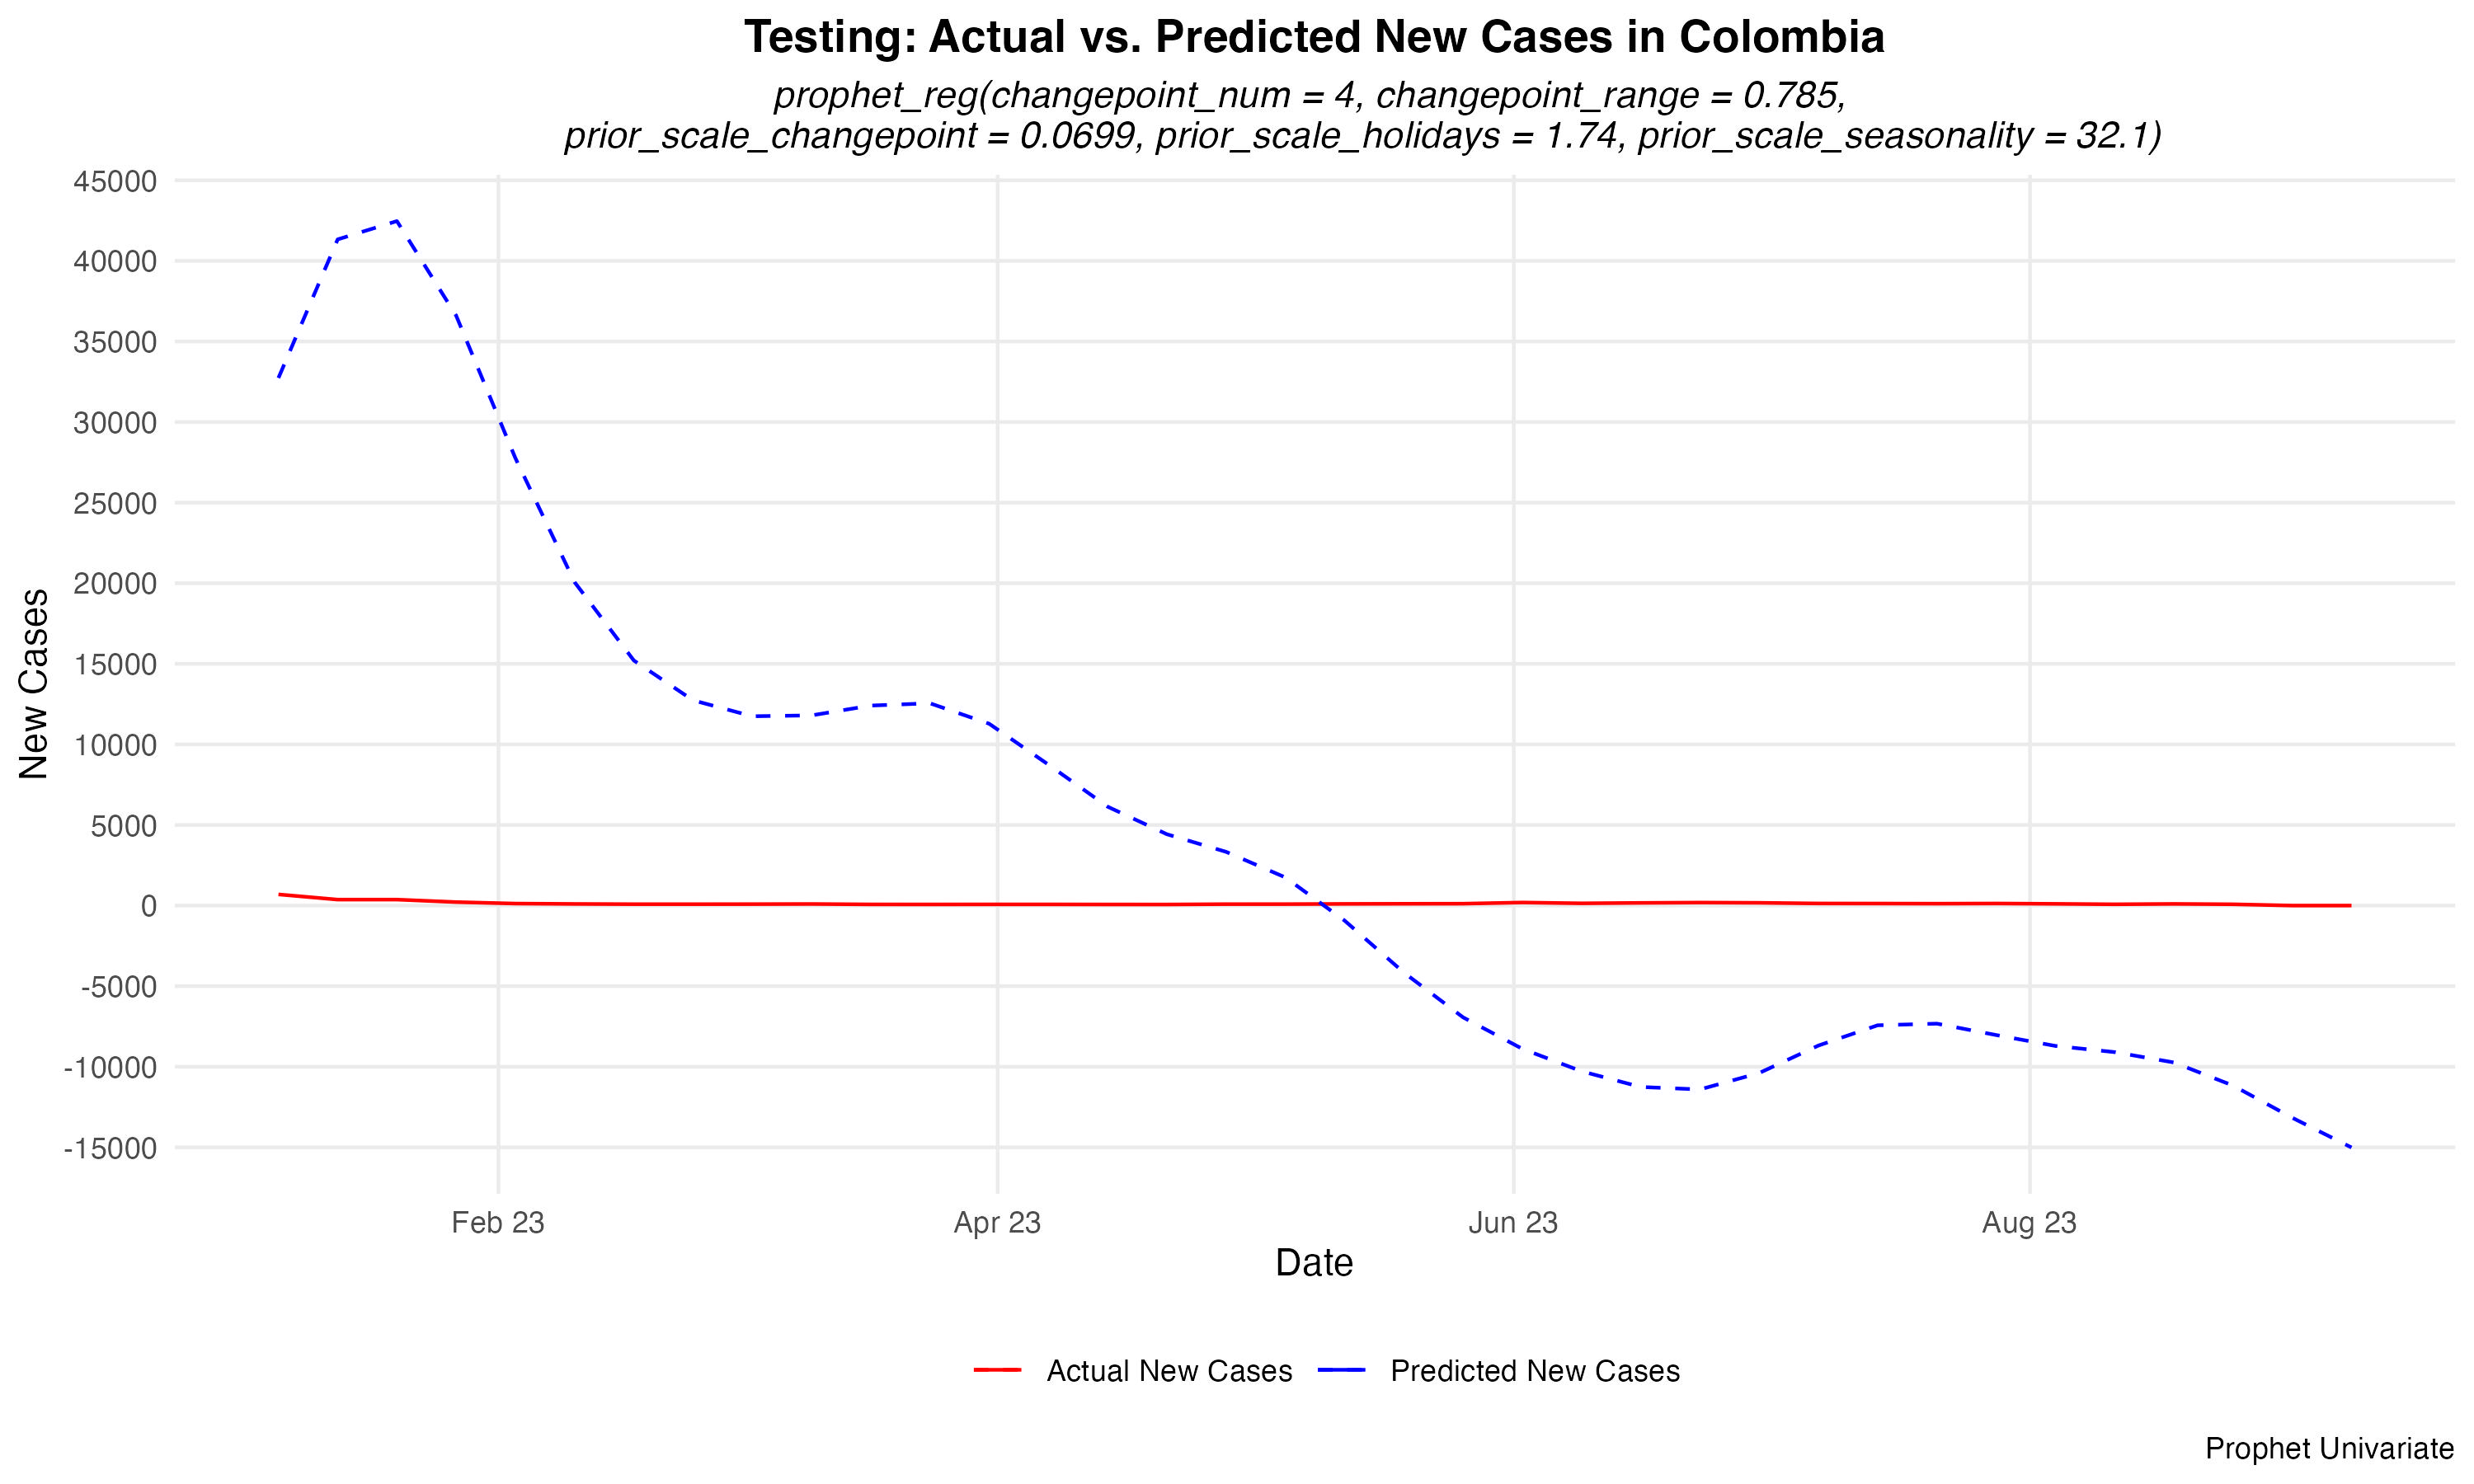 Testing: Actual vs. Predicted New Cases in Colombia
prophet_reg(changepoint_num = 4, changepoint_range = 0.785,
prior_scale_changepoint = 0.0699, prior_scale_holidays = 1.74, prior_scale_seasonality = 32.1)
New Cases
45000
40000
35000
30000
25000
20000
15000
10000
5000
0
-5000
-10000
-15000
Feb 23 Apr 23 Jun 23 Aug 23
Date
Actual New Cases Predicted New Cases
Prophet Univariate